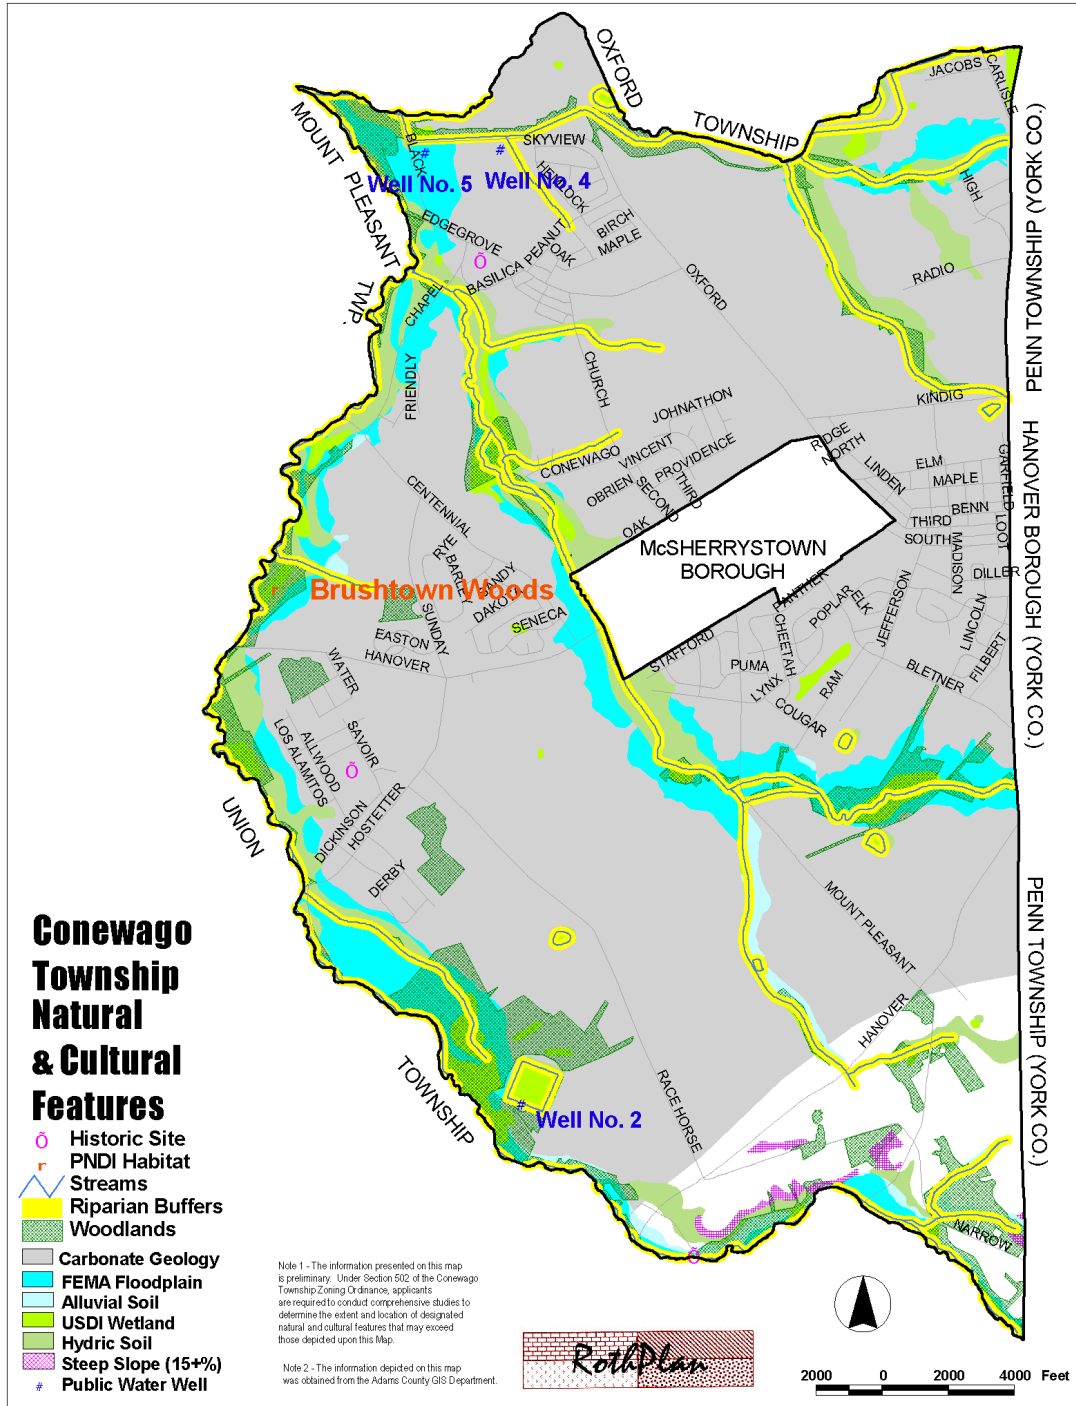 OXFORD
TOWNSHIP
JACOBS
CARLISLE
MOUNT PLEASANT
TWP.
BLACK
SKYVIEW
Well No. 5
Well No. 4
HEMLOCK
HIGH
PENN TOWNSHIP (YORK CO.)
EDGEGROVE
BIRCH
PEANUT
MAPLE
OAK
BASILICA
RADIO
OXFORD
CHAPEL
FRIENDLY
CHURCH
KINDIG
JOHNATHON
HANOVER BOROUGH (YORK CO.)
RIDGE
NORTH
VINCENT
PROVIDENCE
CONEWAGO
THIRD
SECOND
OBRIEN
OAK
LINDEN
ELM
MAPLE
GARFIELD
BENN
THIRD
LOOT
SOUTH
MADISON
CENTENNIAL
RYE
BARLEY
SANDY
DAKOTA
SENECA
McSHERRYSTOWN
BOROUGH
DILLER
Brushtown Woods
PANTHER
POPLAR
ELK
JEFFERSON
LINCOLN
FILBERT
SUNDAY
EASTON
HANOVER
WATER
STAFFORD
CHEETAH
PUMA
LYNX
RAM
COUGAR
BLETNER
SAVOIR
ALLWOOD
LOS ALAMITOS
UNION
DICKINSON
HOSTETTER
DERBY
MOUNT PLEASANT
PENN TOWNSHIP (YORK CO.)
HANOVER
TOWNSHIP
RACE HORSE
Well No. 2
NARROW
Conewago
Township
Natural
& Cultural
Features
Historic Site
PNDI Habitat
Streams
Riparian Buffers
Woodlands
Carbonate Geology
FEMA Floodplain
Alluvial Soil
USDI Wetland
Hydric Soil
Steep Slope (15+%)
# Public Water Well
Note 1 - The information presented on this map
is preliminary. Under Section 502 of the Conewago
Township Zoning Ordinance, applicants
are required to conduct comprehensive studies to
determine the extent and location of designated
natural and cultural features that may exceed
those depicted upon this Map.
Note 2 - The information depicted on this map
was obtained from the Adams County GIS Department.
RothPlan
2000 0 2000 4000 Feet